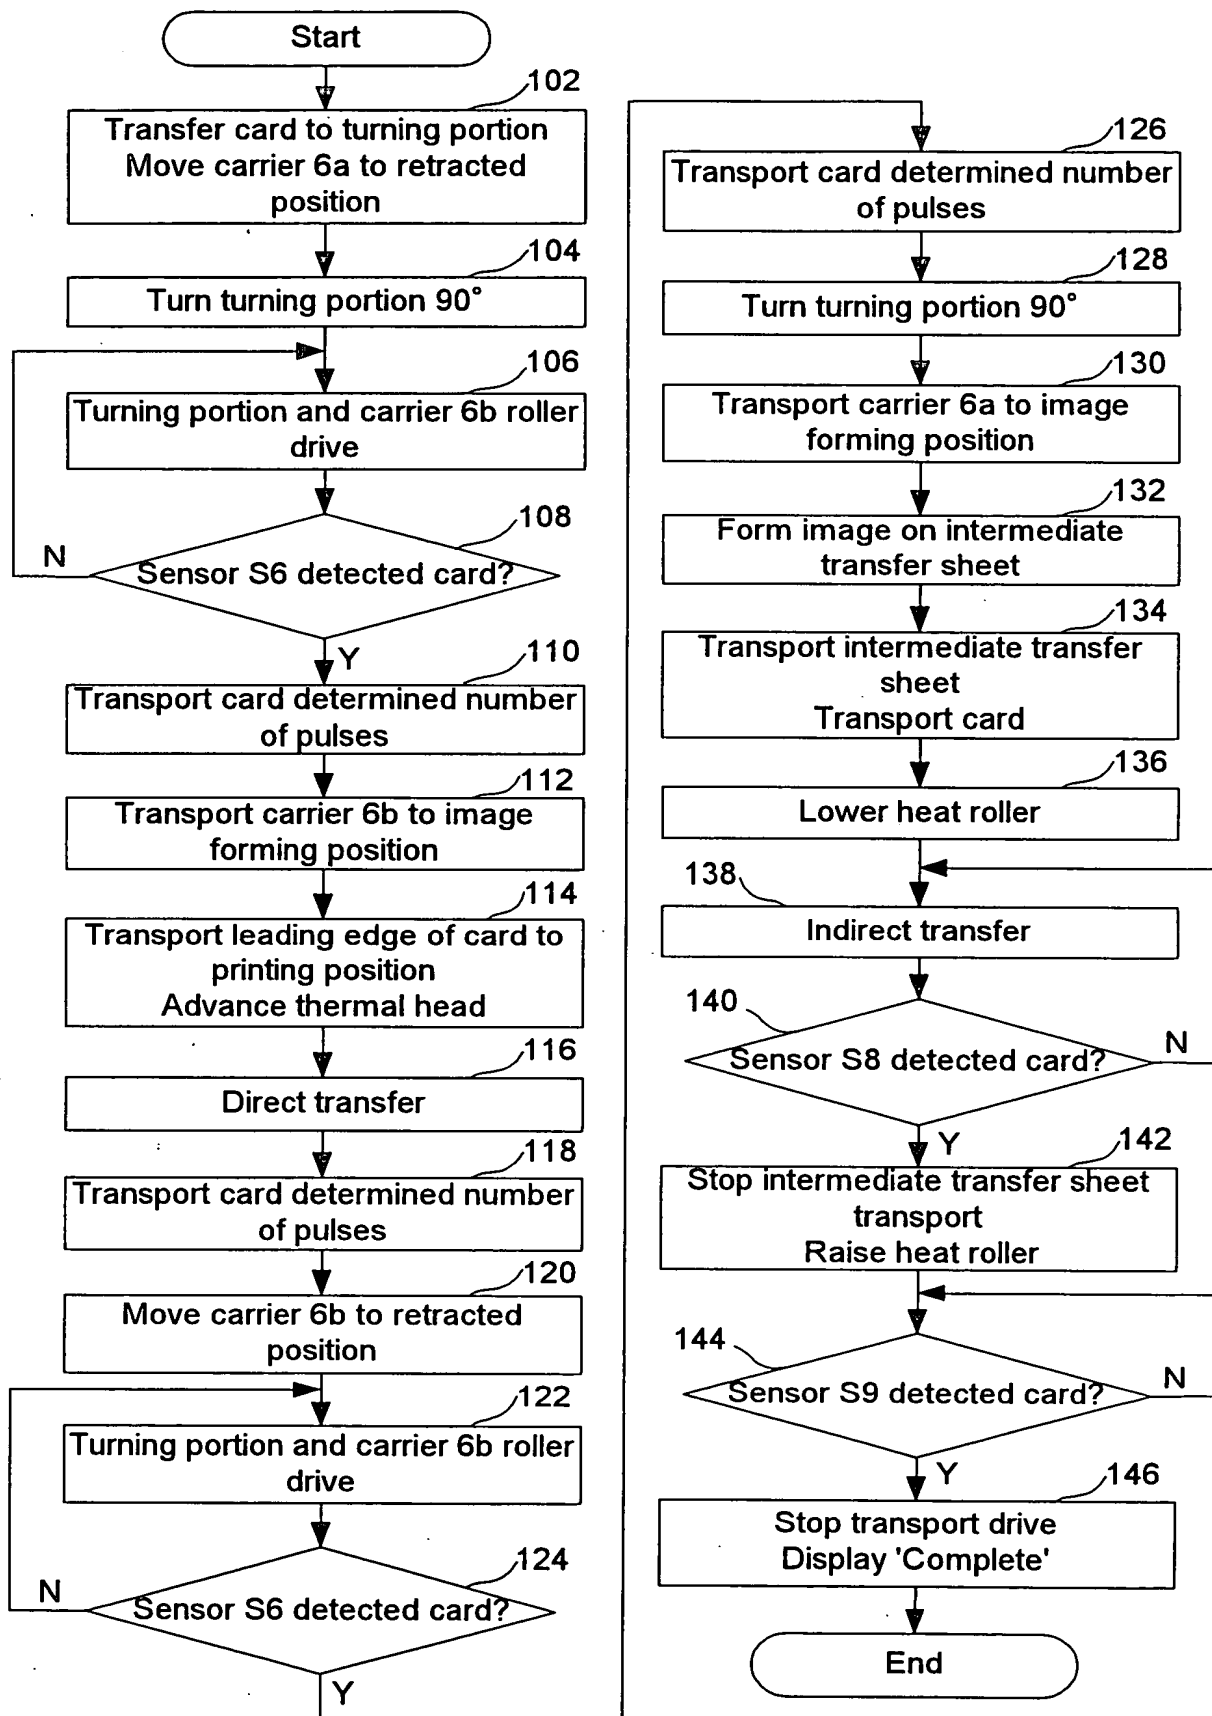 Start
102
Transfer card to turning portion
Move carrier 6a to retracted
position
104
Turn turning portion 90°
106
Turning portion and carrier 6b roller
drive
108
N
Sensor S6 detected card?
Y
110
Transport card determined number
of pulses
112
Transport carrier 6b to image
forming position
114
Transport leading edge of card to
printing position
Advance thermal head
116
Direct transfer
118
Transport card determined number
of pulses
120
Move carrier 6b to retracted
position
122
Turning portion and carrier 6b roller
drive
124
N
Sensor S6 detected card?
Y
126
Transport card determined number
of pulses
128
Turn turning portion 90°
130
Transport carrier 6a to image
forming position
132
Form image on intermediate
transfer sheet
134
Transport intermediate transfer
sheet
Transport card
136
Lower heat roller
138
Indirect transfer
140
Sensor S8 detected card?
N
Y
142
Stop intermediate transfer sheet
transport
Raise heat roller
144
Sensor S9 detected card?
N
Y
146
Stop transport drive
Display 'Complete'
End